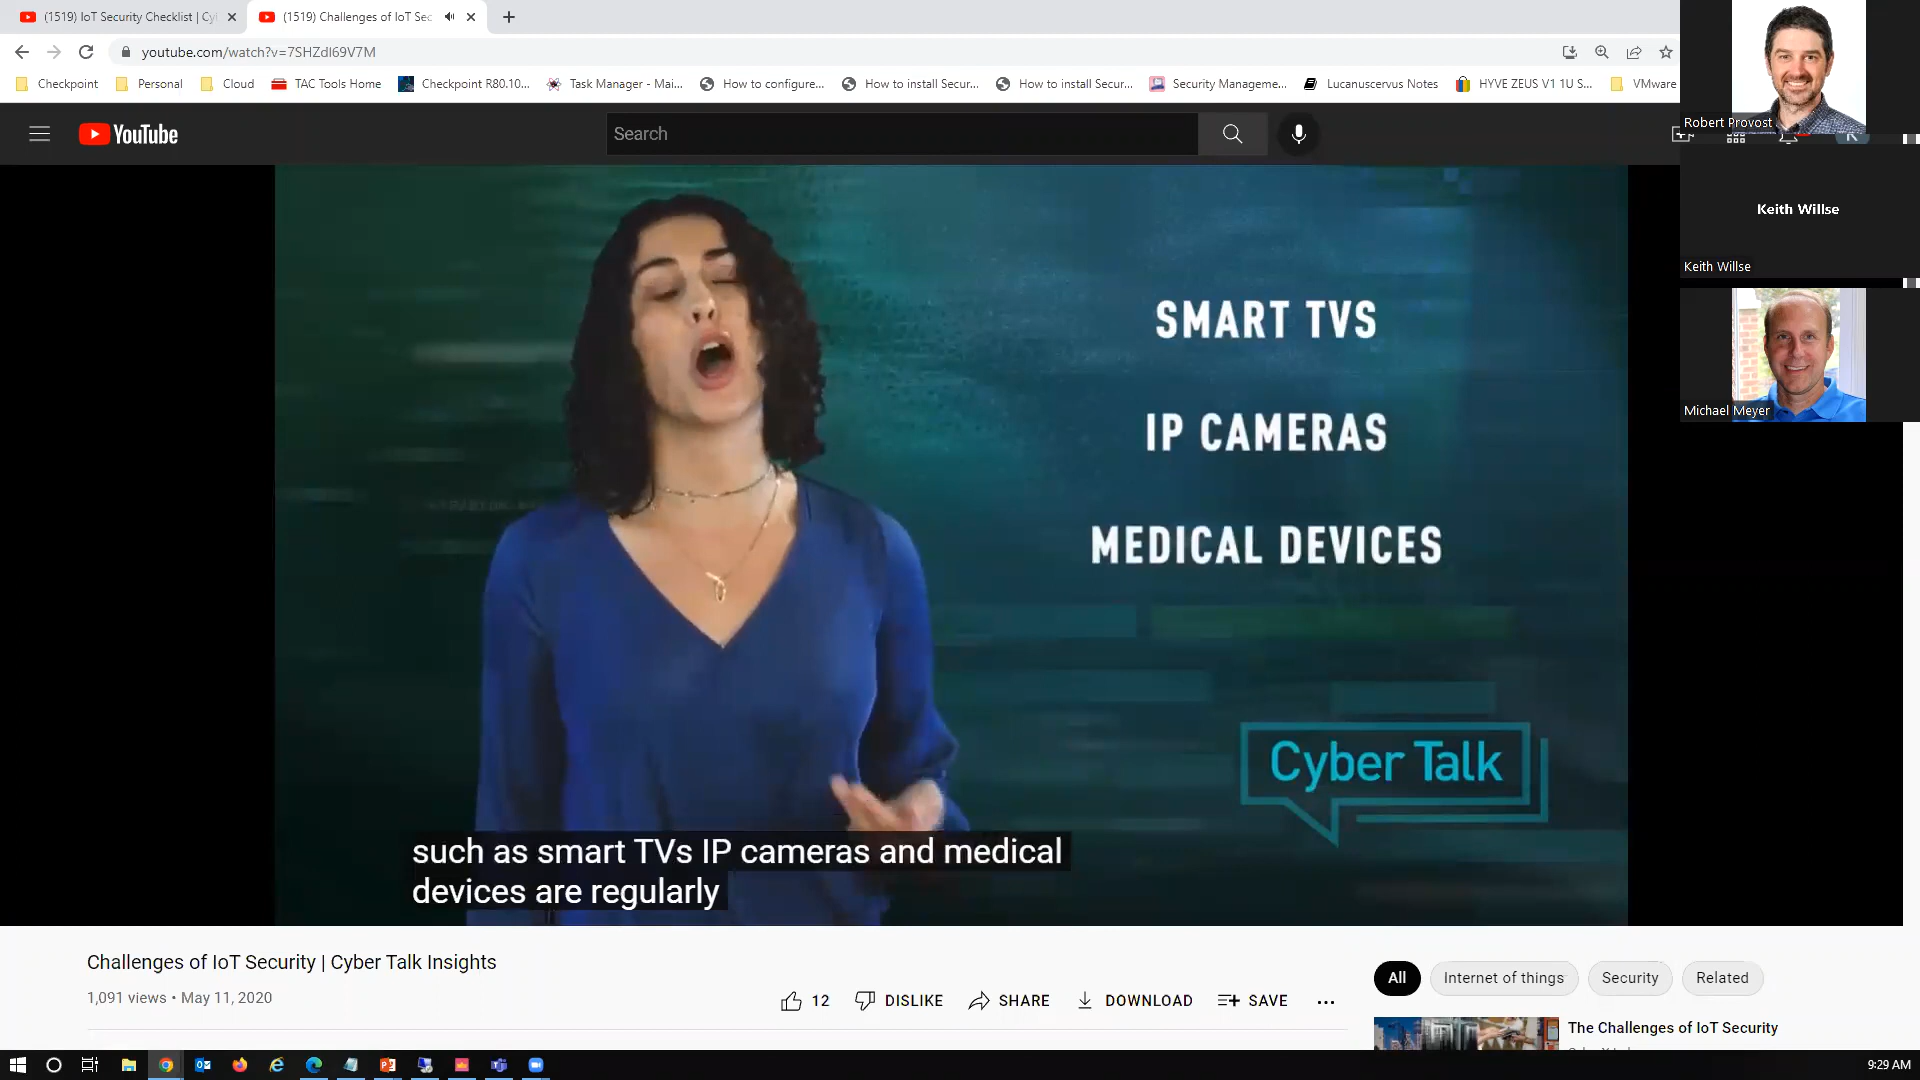 (1519) IoT Security Checklist | Cy
(1519) Challenges of IoT Sec
youtube.com/watch?v=7SHZdI69V7M
Checkpoint
Personal
Cloud
TAC Tools Home
Checkpoint R80.10...
Task Manager - Mai...
How to configure...
How to install Secur...
How to install Secur...
Security Manageme...
Lucanuscervus Notes
HYVE ZEUS V1 1U S...
VMware
YouTube
Search
Robert Provost
Keith Willse
Keith Willse
Michael Meyer
SMART TVS
IP CAMERAS
MEDICAL DEVICES
Cyber Talk
such as smart TVs IP cameras and medical
devices are regularly
Challenges of IoT Security | Cyber Talk Insights
1,091 views • May 11, 2020
12
DISLIKE
SHARE
DOWNLOAD
SAVE
All
Internet of things
Security
Related
The Challenges of IoT Security
9:29 AM